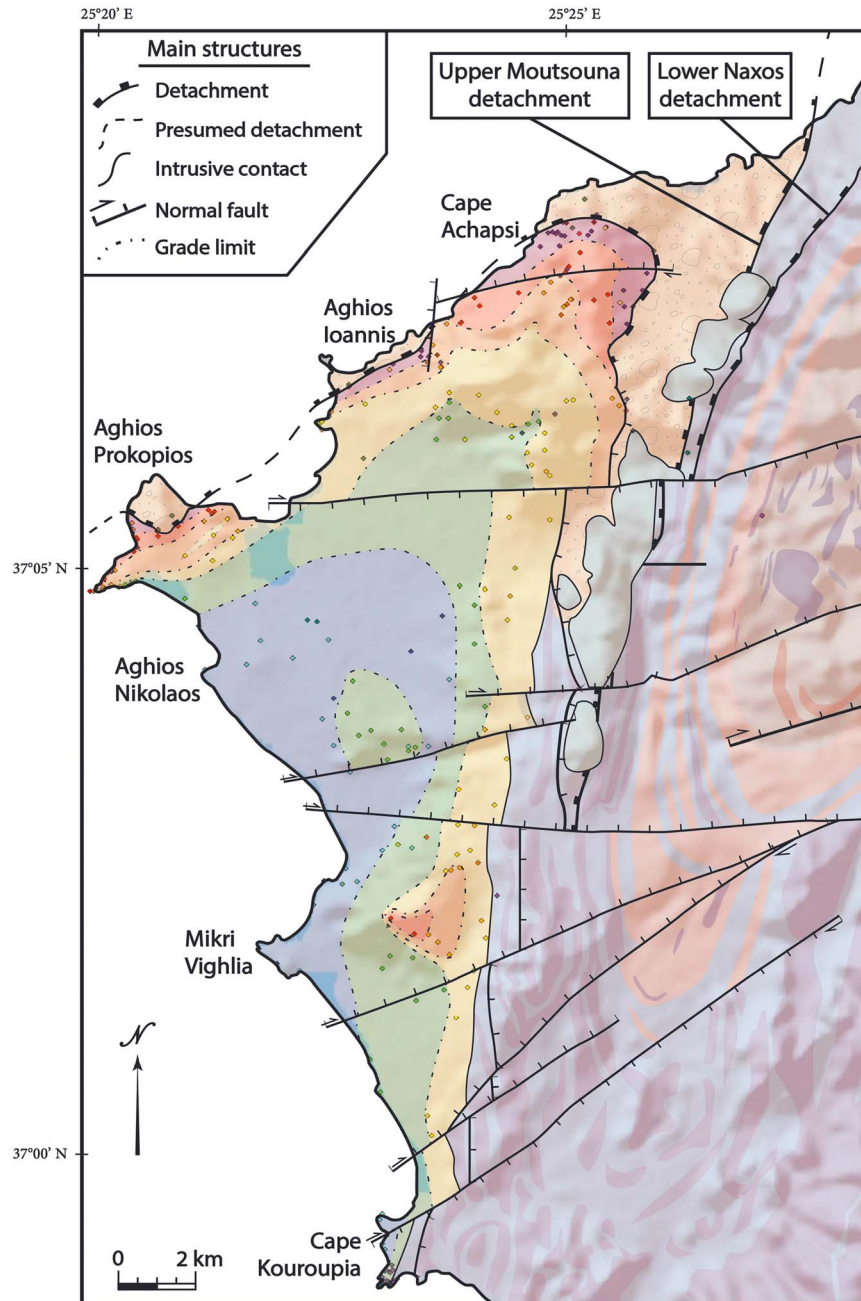 25°20' E
25°25' E
Main structures
Detachment
Presumed detachment
Intrusive contact
Normal fault
Grade limit
Upper Moutsouna
detachment
Lower Naxos
detachment
Cape
Achapsi
Aghios
Ioannis
Aghios
Prokopios
37°05' N
Aghios
Nikolaos
Mikri
Vighlia
N
37°00' N
Cape
Kouroupia
0
2 km